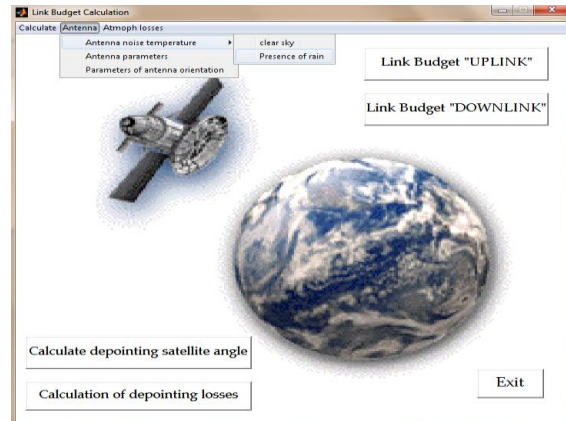 Link Budget Calculation
Calculate Antenna Atmoph losses
Antenna noise temperature
clear sky
Antenna parameters
Presence of rain
Parameters of antenna orientation
Link Budget "UPLINK"
Link Budget "DOWNLINK"
Calculate depointing satellite angle
Calculation of depointing losses
Exit